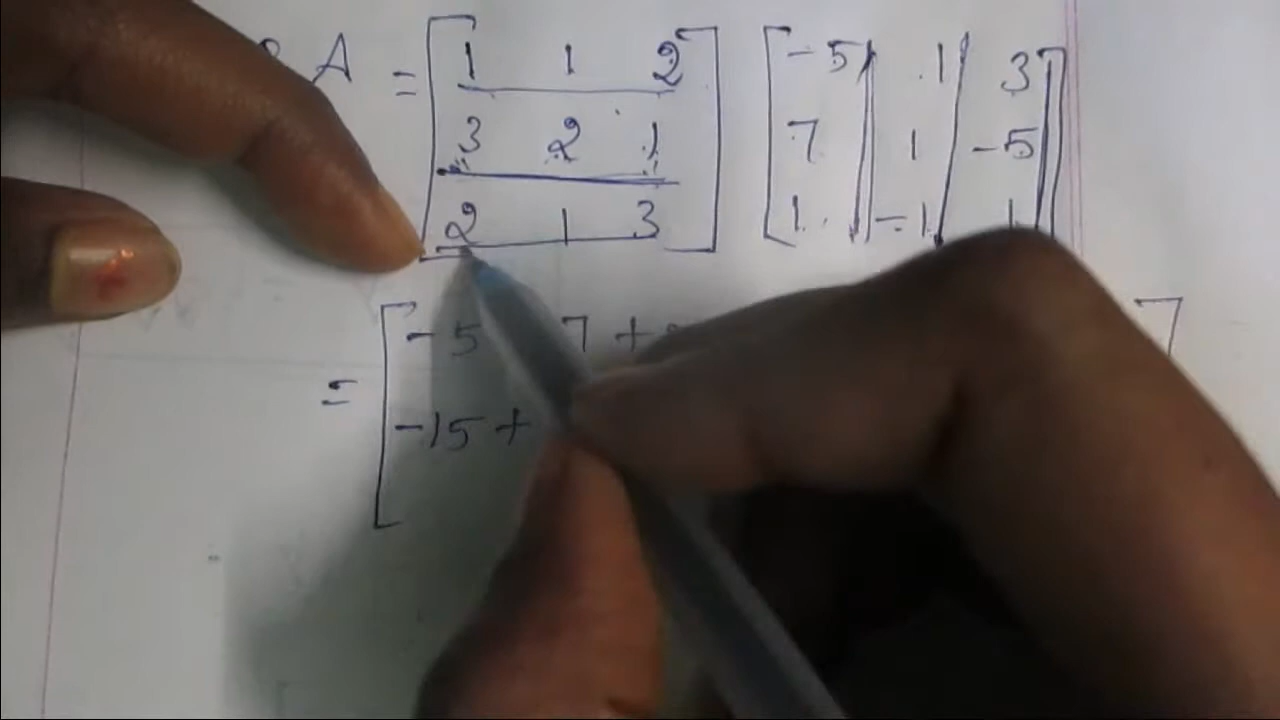 A = [1 1 2] [-5 1 3]
[3 2 1] [7 1 -5]
[2 1 3] [1 -1 1]
= [-5 7 +
-15 +